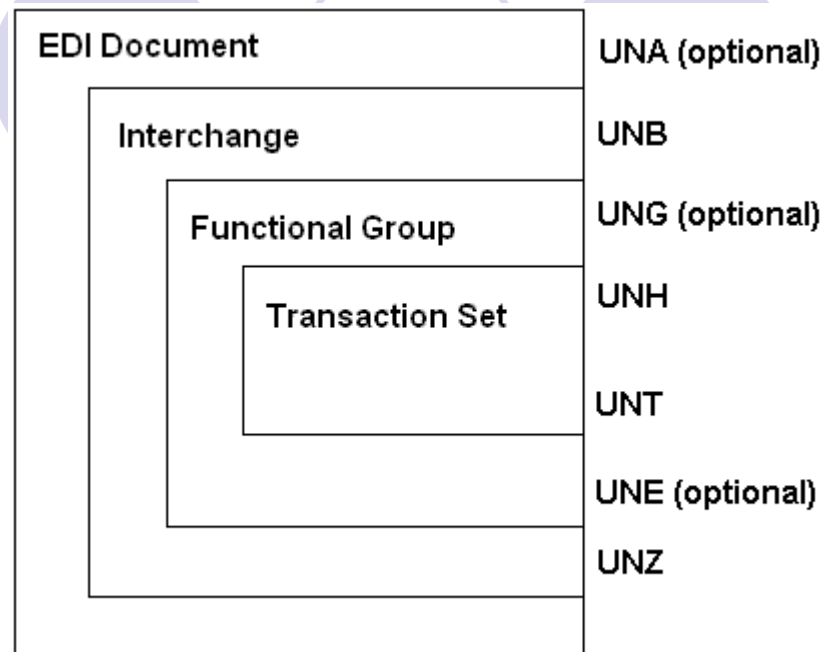 EDI Document
UNA (optional)
Interchange
UNB
Functional Group
UNG (optional)
Transaction Set
UNH
UNT
UNE (optional)
UNZ